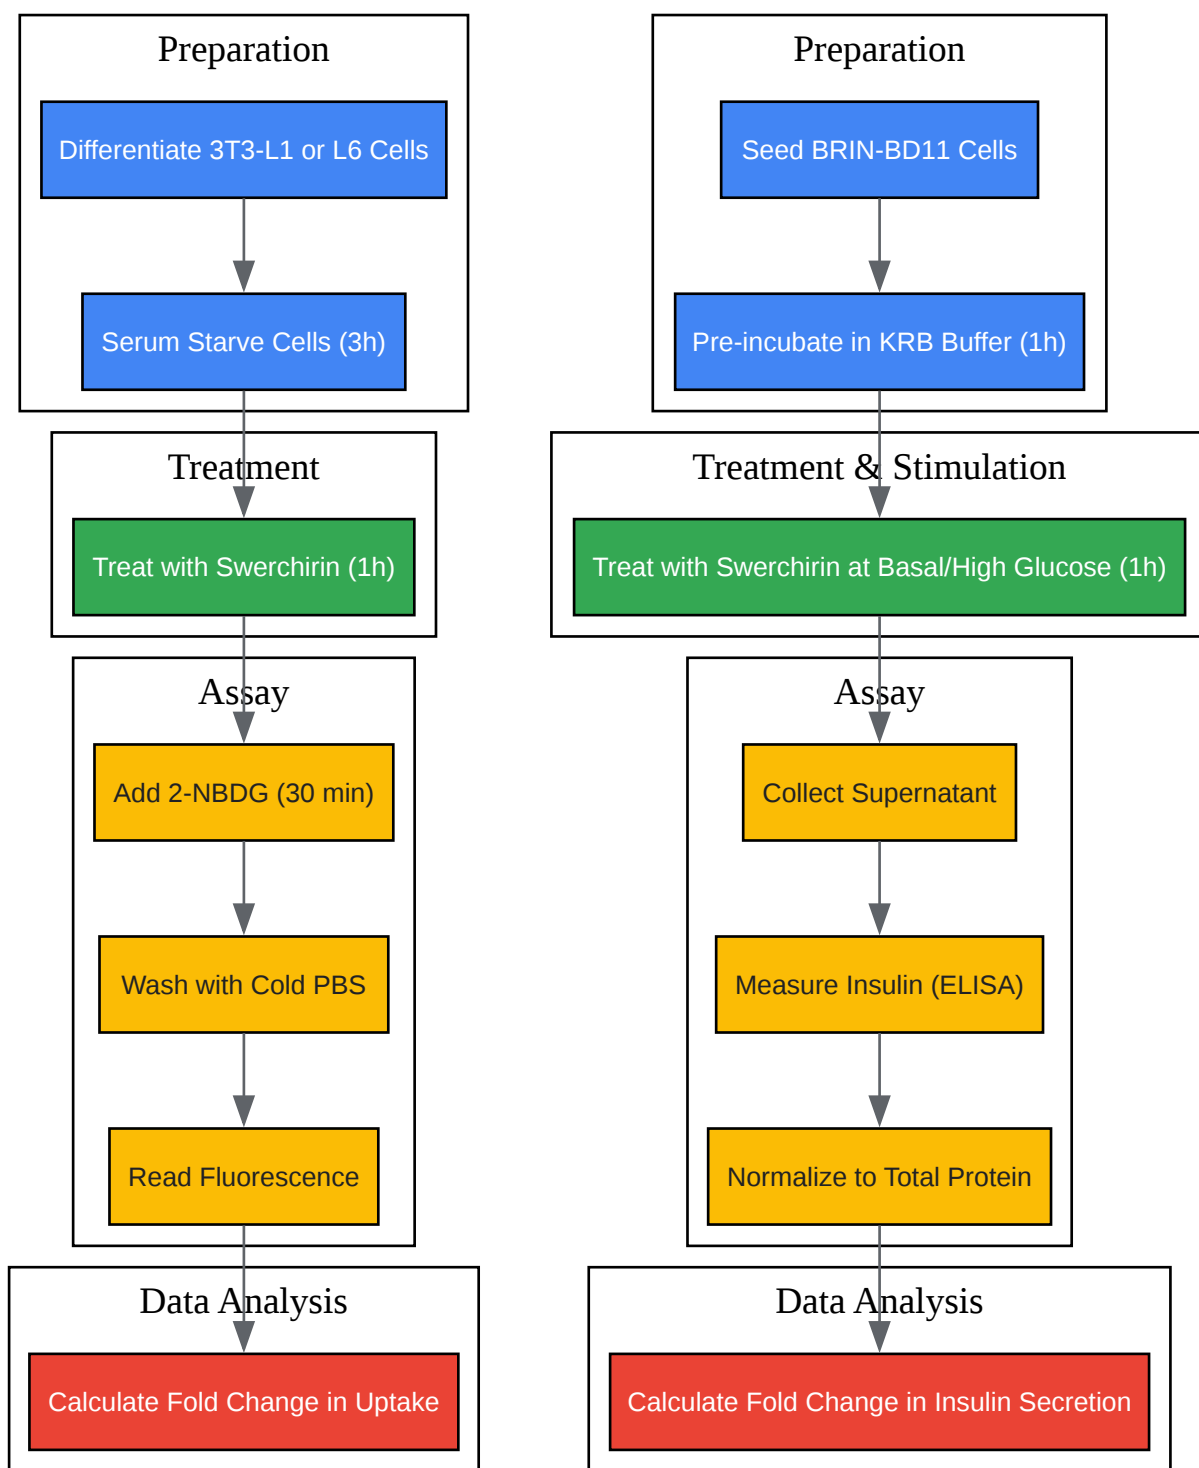 Preparation
Differentiate 3T3-L1 or L6 Cells
Serum Starve Cells (3h)
Treatment
Treat with Swerchirin (1h)
Assay
Add 2-NBDG (30 min)
Wash with Cold PBS
Read Fluorescence
Data Analysis
Calculate Fold Change in Uptake
Preparation
Seed BRIN-BD11 Cells
Pre-incubate in KRB Buffer (1h)
Treatment & Stimulation
Treat with Swerchirin at Basal/High Glucose (1h)
Assay
Collect Supernatant
Measure Insulin (ELISA)
Normalize to Total Protein
Data Analysis
Calculate Fold Change in Insulin Secretion